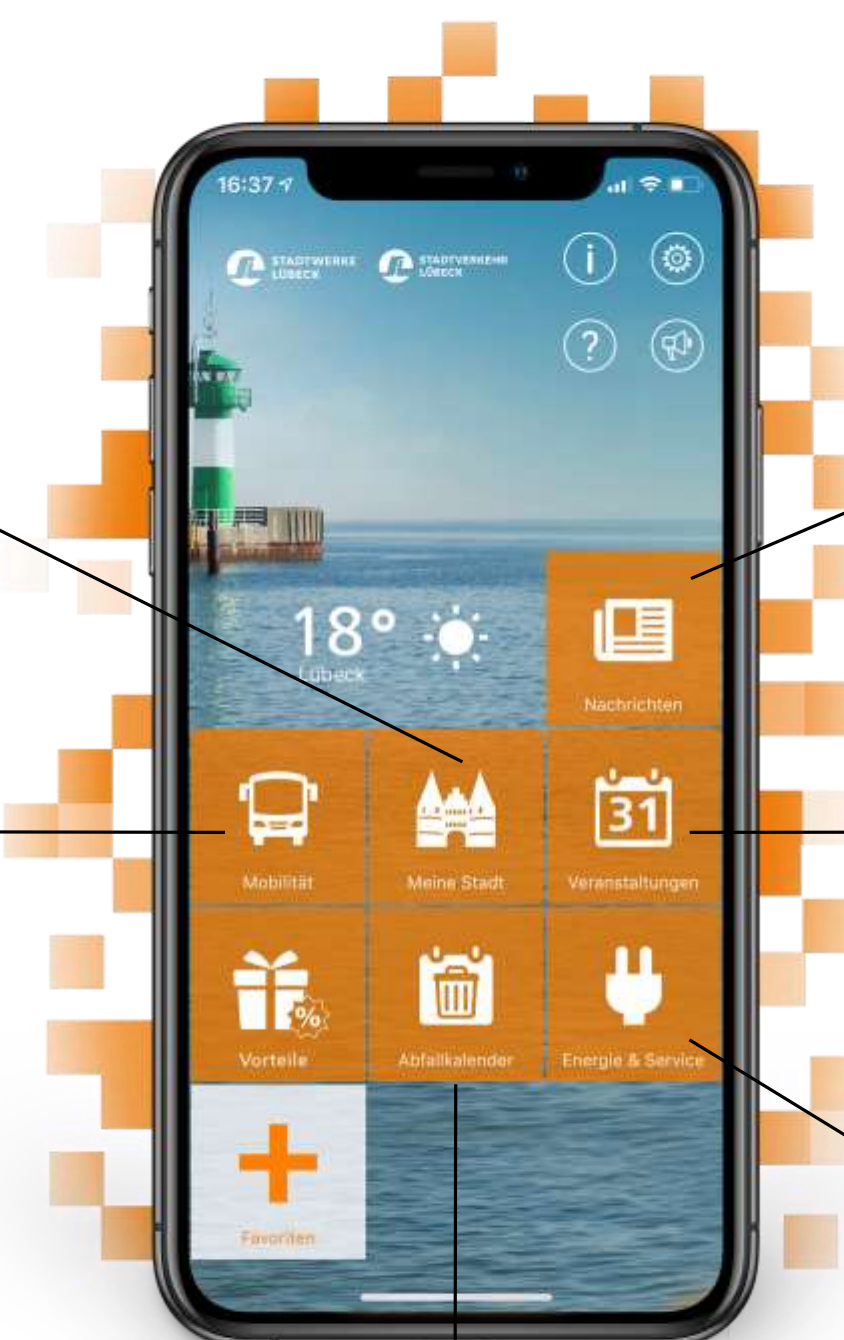 16:37
STADTWERKE
LÜBECK
STADTVERKEHR
LÜBECK
i
?
18°
Lübeck
Nachrichten
Mobilität
Meine Stadt
31
Veranstaltungen
%
Vorteile
Abfallkalender
Energie & Service
Favoriten